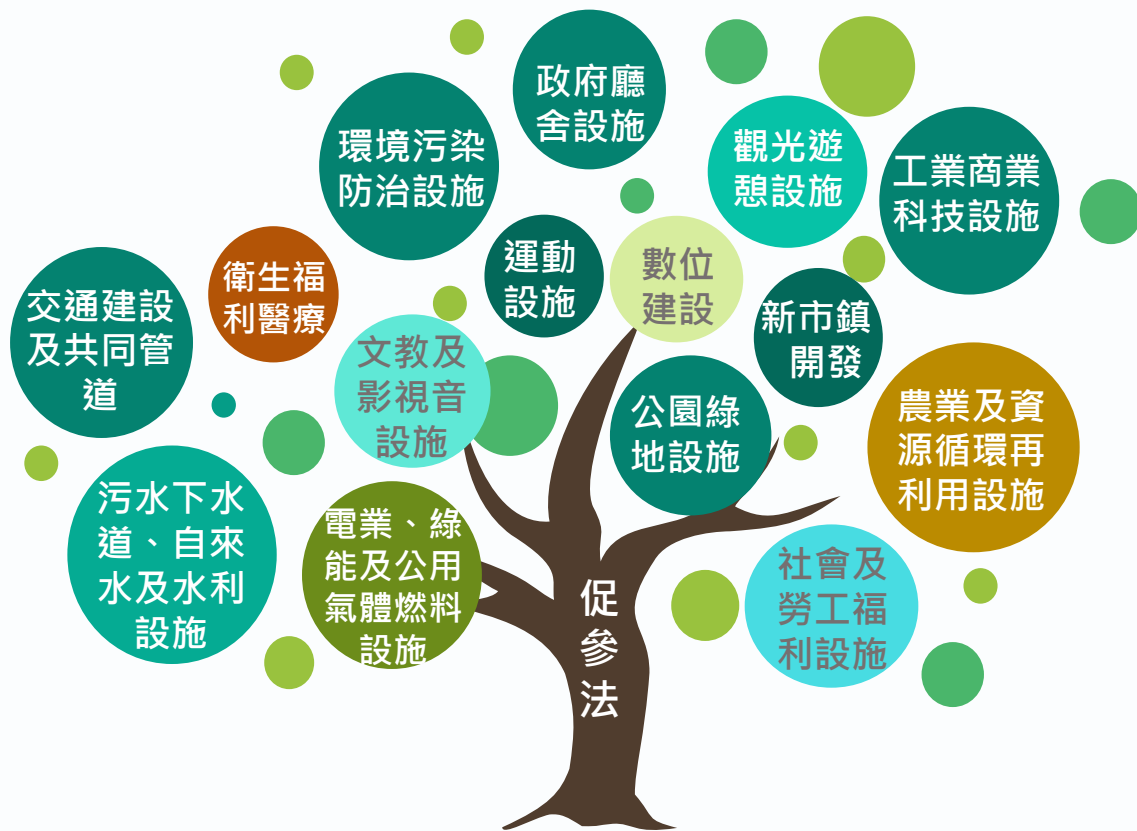 政府廳
舍設施
環境污染
防治設施
觀光遊
憩設施
工業商業
科技設施
運動
設施
數位
建設
衛生福
利醫療
交通建設
及共同管
道
新市鎮
開發
文教及
影視音
設施
公園綠
地設施
農業及資
源循環再
利用設施
污水下水
道、自來
水及水利
設施
電業、綠
能及公用
氣體燃料
設施
社會及
勞工福
利設施
促
參
法